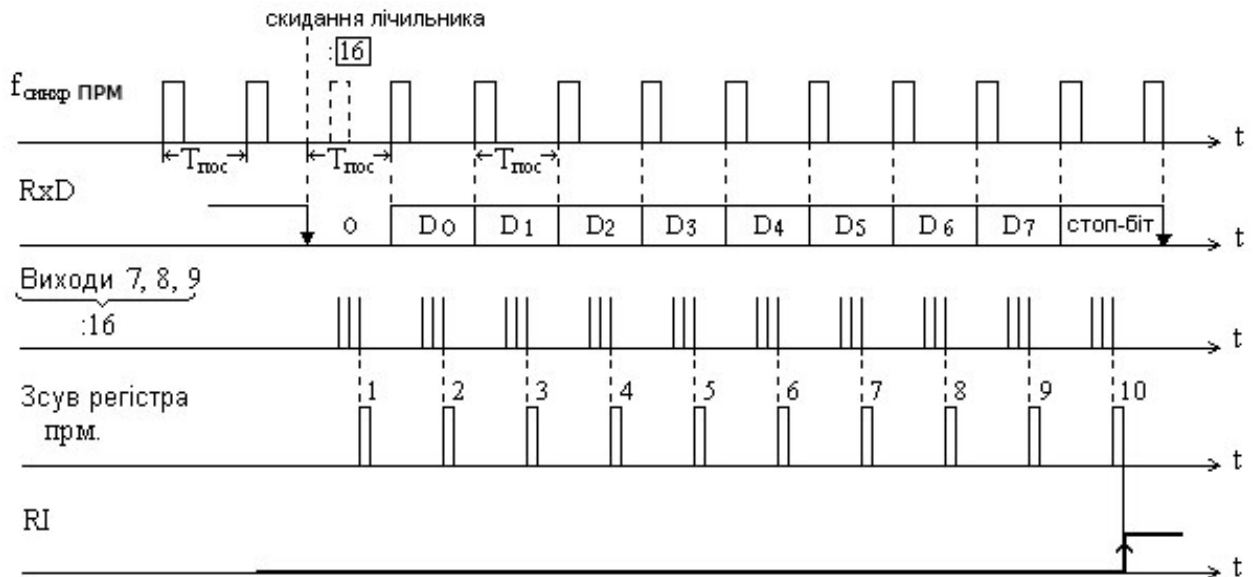 скидання лічильника
:16
fсинхр ПРМ
t
Tпос Tпос Tпос
RxD
0 D0 D1 D2 D3 D4 D5 D6 D7 стоп-біт
t
Виходи 7, 8, 9
:16
t
Зсув регістра
прм.
1 2 3 4 5 6 7 8 9 10
t
RI
t